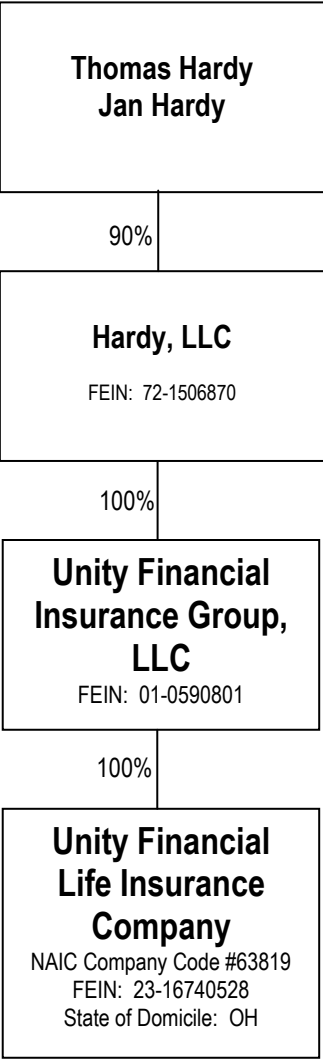 Thomas Hardy
Jan Hardy
90%
Hardy, LLC
FEIN: 72-1506870
100%
Unity Financial
Insurance Group,
LLC
FEIN: 01-0590801
100%
Unity Financial
Life Insurance
Company
NAIC Company Code #63819
FEIN: 23-16740528
State of Domicile: OH